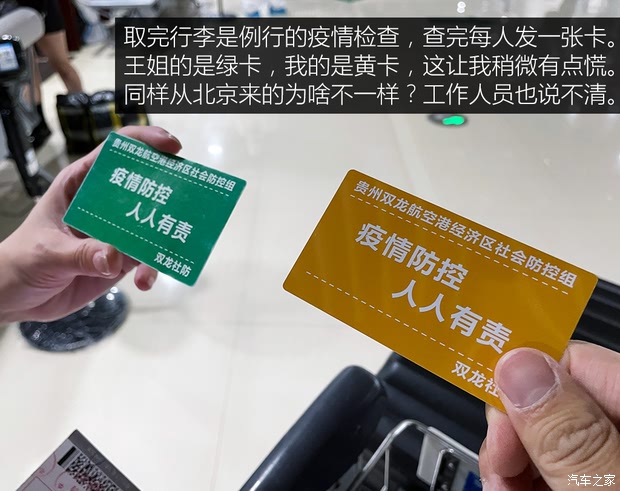 取完行李是例行的疫情检查，查完每人发一张卡。
王姐的是绿卡，我的是黄卡，这让我稍微有点慌。
同样从北京来的为啥不一样？工作人员也说不清。
贵州双龙航空港经济区社会防控组
疫情防控
人人有责
双龙社防
贵州双龙航空港经济区社会防控组
疫情防控
人人有责
双龙社
汽车之家